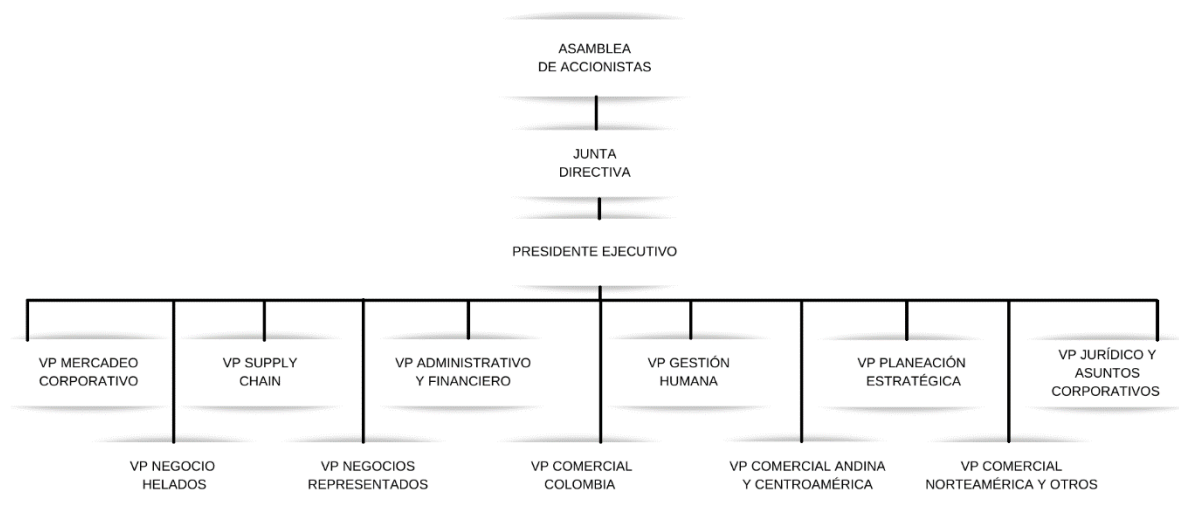 ASAMBLEA
DE ACCIONISTAS
JUNTA
DIRECTIVA
PRESIDENTE EJECUTIVO
VP MERCADEO
CORPORATIVO
VP SUPPLY
CHAIN
VP ADMINISTRATIVO
Y FINANCIERO
VP GESTIÓN
HUMANA
VP PLANEACIÓN
ESTRATÉGICA
VP JURÍDICO Y
ASUNTOS
CORPORATIVOS
VP NEGOCIO
HELADOS
VP NEGOCIOS
REPRESENTADOS
VP COMERCIAL
COLOMBIA
VP COMERCIAL ANDINA
Y CENTROAMÉRICA
VP COMERCIAL
NORTEAMÉRICA Y OTROS